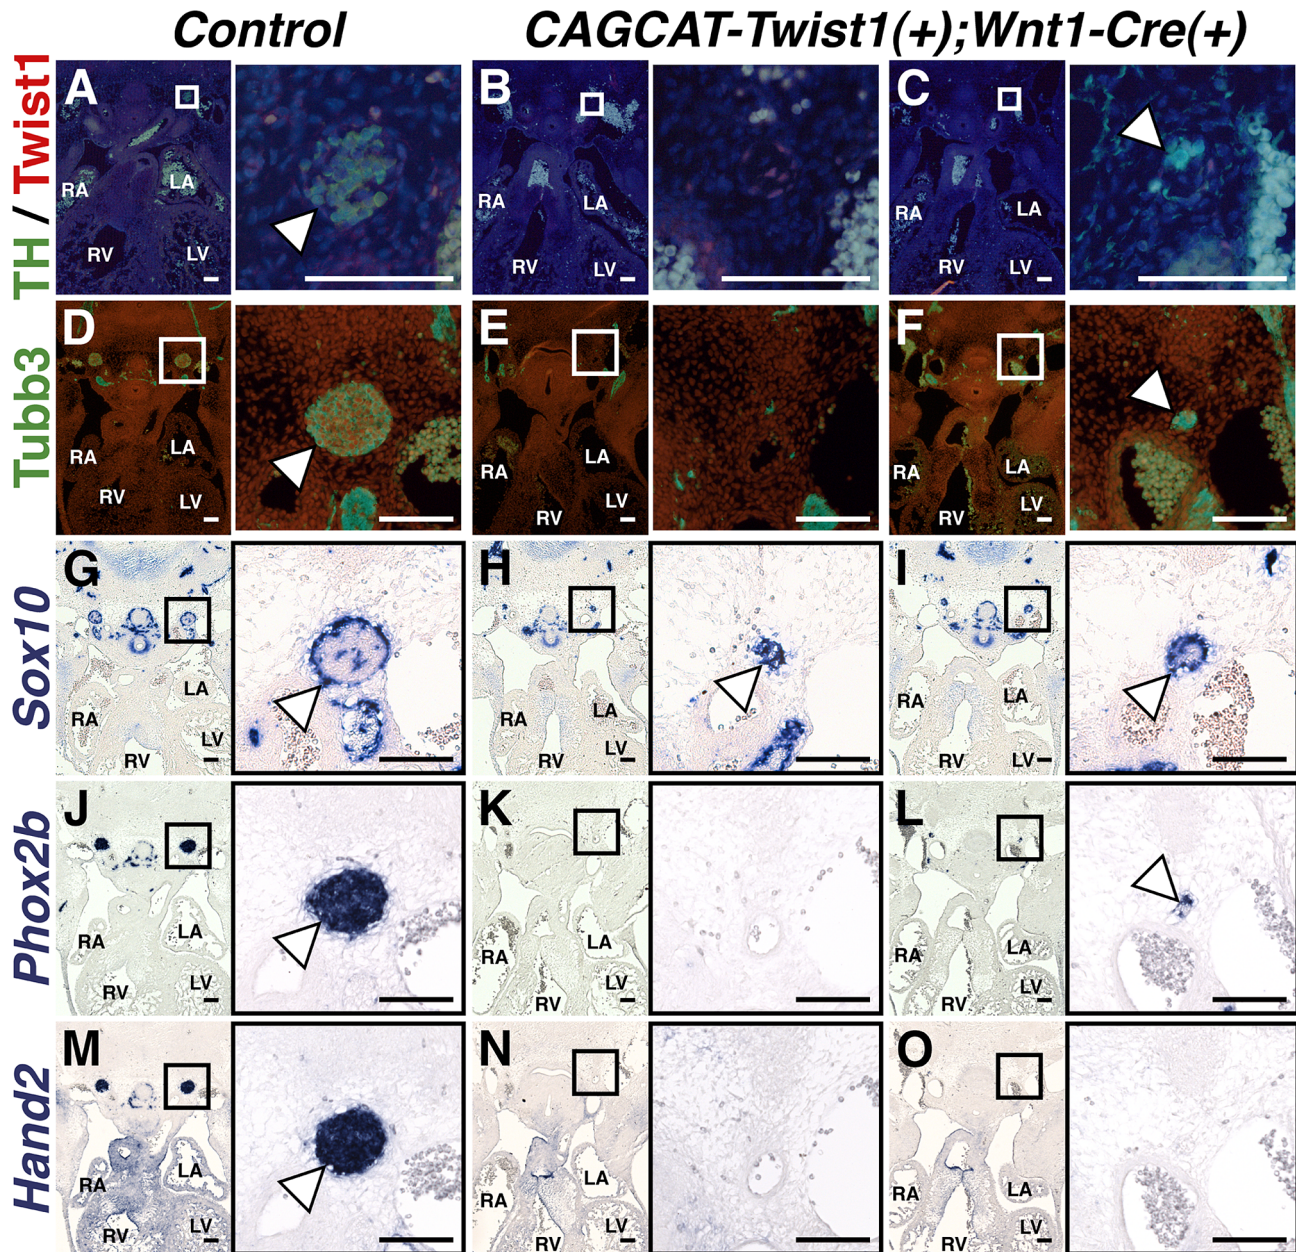 Control CAGCAT-Twist1(+);Wnt1-Cre(+)
TH / Twist1
A
RA
LA
RV
LV
B
RA
LA
RV
LV
C
RA
LA
RV
LV
Tubb3
D
RA
LA
RV
LV
E
RA
LA
RV
LV
F
RA
LA
RV
LV
Sox10
G
RA
LA
RV
LV
H
RA
LA
RV
LV
I
RA
LA
RV
LV
Phox2b
J
RA
LA
RV
LV
K
RA
LA
RV
LV
L
RA
LA
RV
LV
Hand2
M
RA
LA
RV
LV
N
RA
LA
RV
LV
O
RA
LA
RV
LV